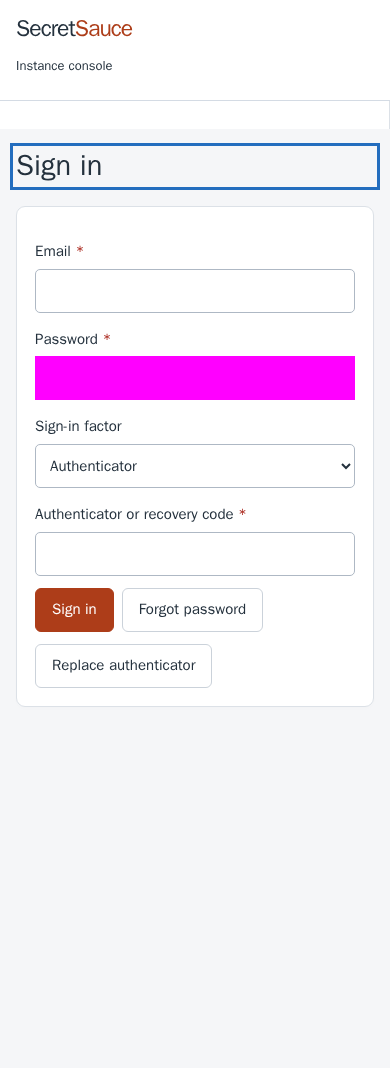 SecretSauce
Instance console
Sign in
Email *
Password *
Sign-in factor
Authenticator
Authenticator or recovery code *
Sign in
Forgot password
Replace authenticator